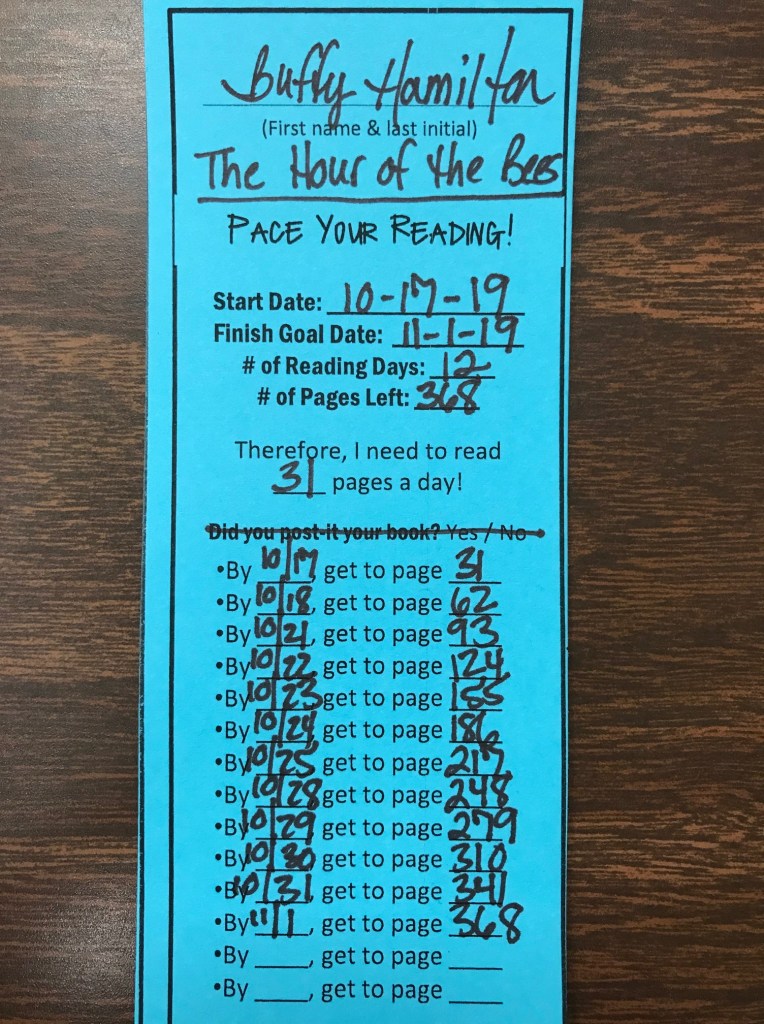 Buffy Hamilton
(First name & last initial)
The Hour of the Bees
PACE YOUR READING!
Start Date: 10-17-19
Finish Goal Date: 11-1-19
# of Reading Days: 12
# of Pages Left: 368
Therefore, I need to read
31 pages a day!
Did you post-it your book? Yes / No
•By 10/17, get to page 31
•By 10/18, get to page 62
•By 10/21, get to page 93
•By 10/22, get to page 124
•By 10/23 get to page 155
•By 10/24, get to page 186
•By 10/25, get to page 217
•By 10/28 get to page 248
•By 10/29, get to page 279
•By 10/30, get to page 310
•By 10/31, get to page 341
•By 11/1, get to page 368
•By ____, get to page ____
•By ____, get to page ____